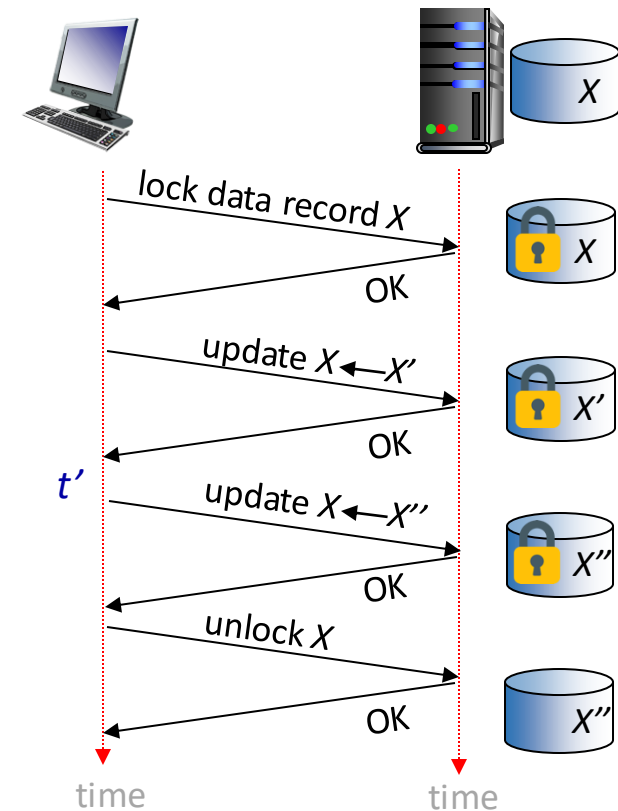 X
lock data record X
X
OK
update X ← X'
X'
OK
t’
update X ← X''
X''
OK
unlock X
OK
X''
time
time